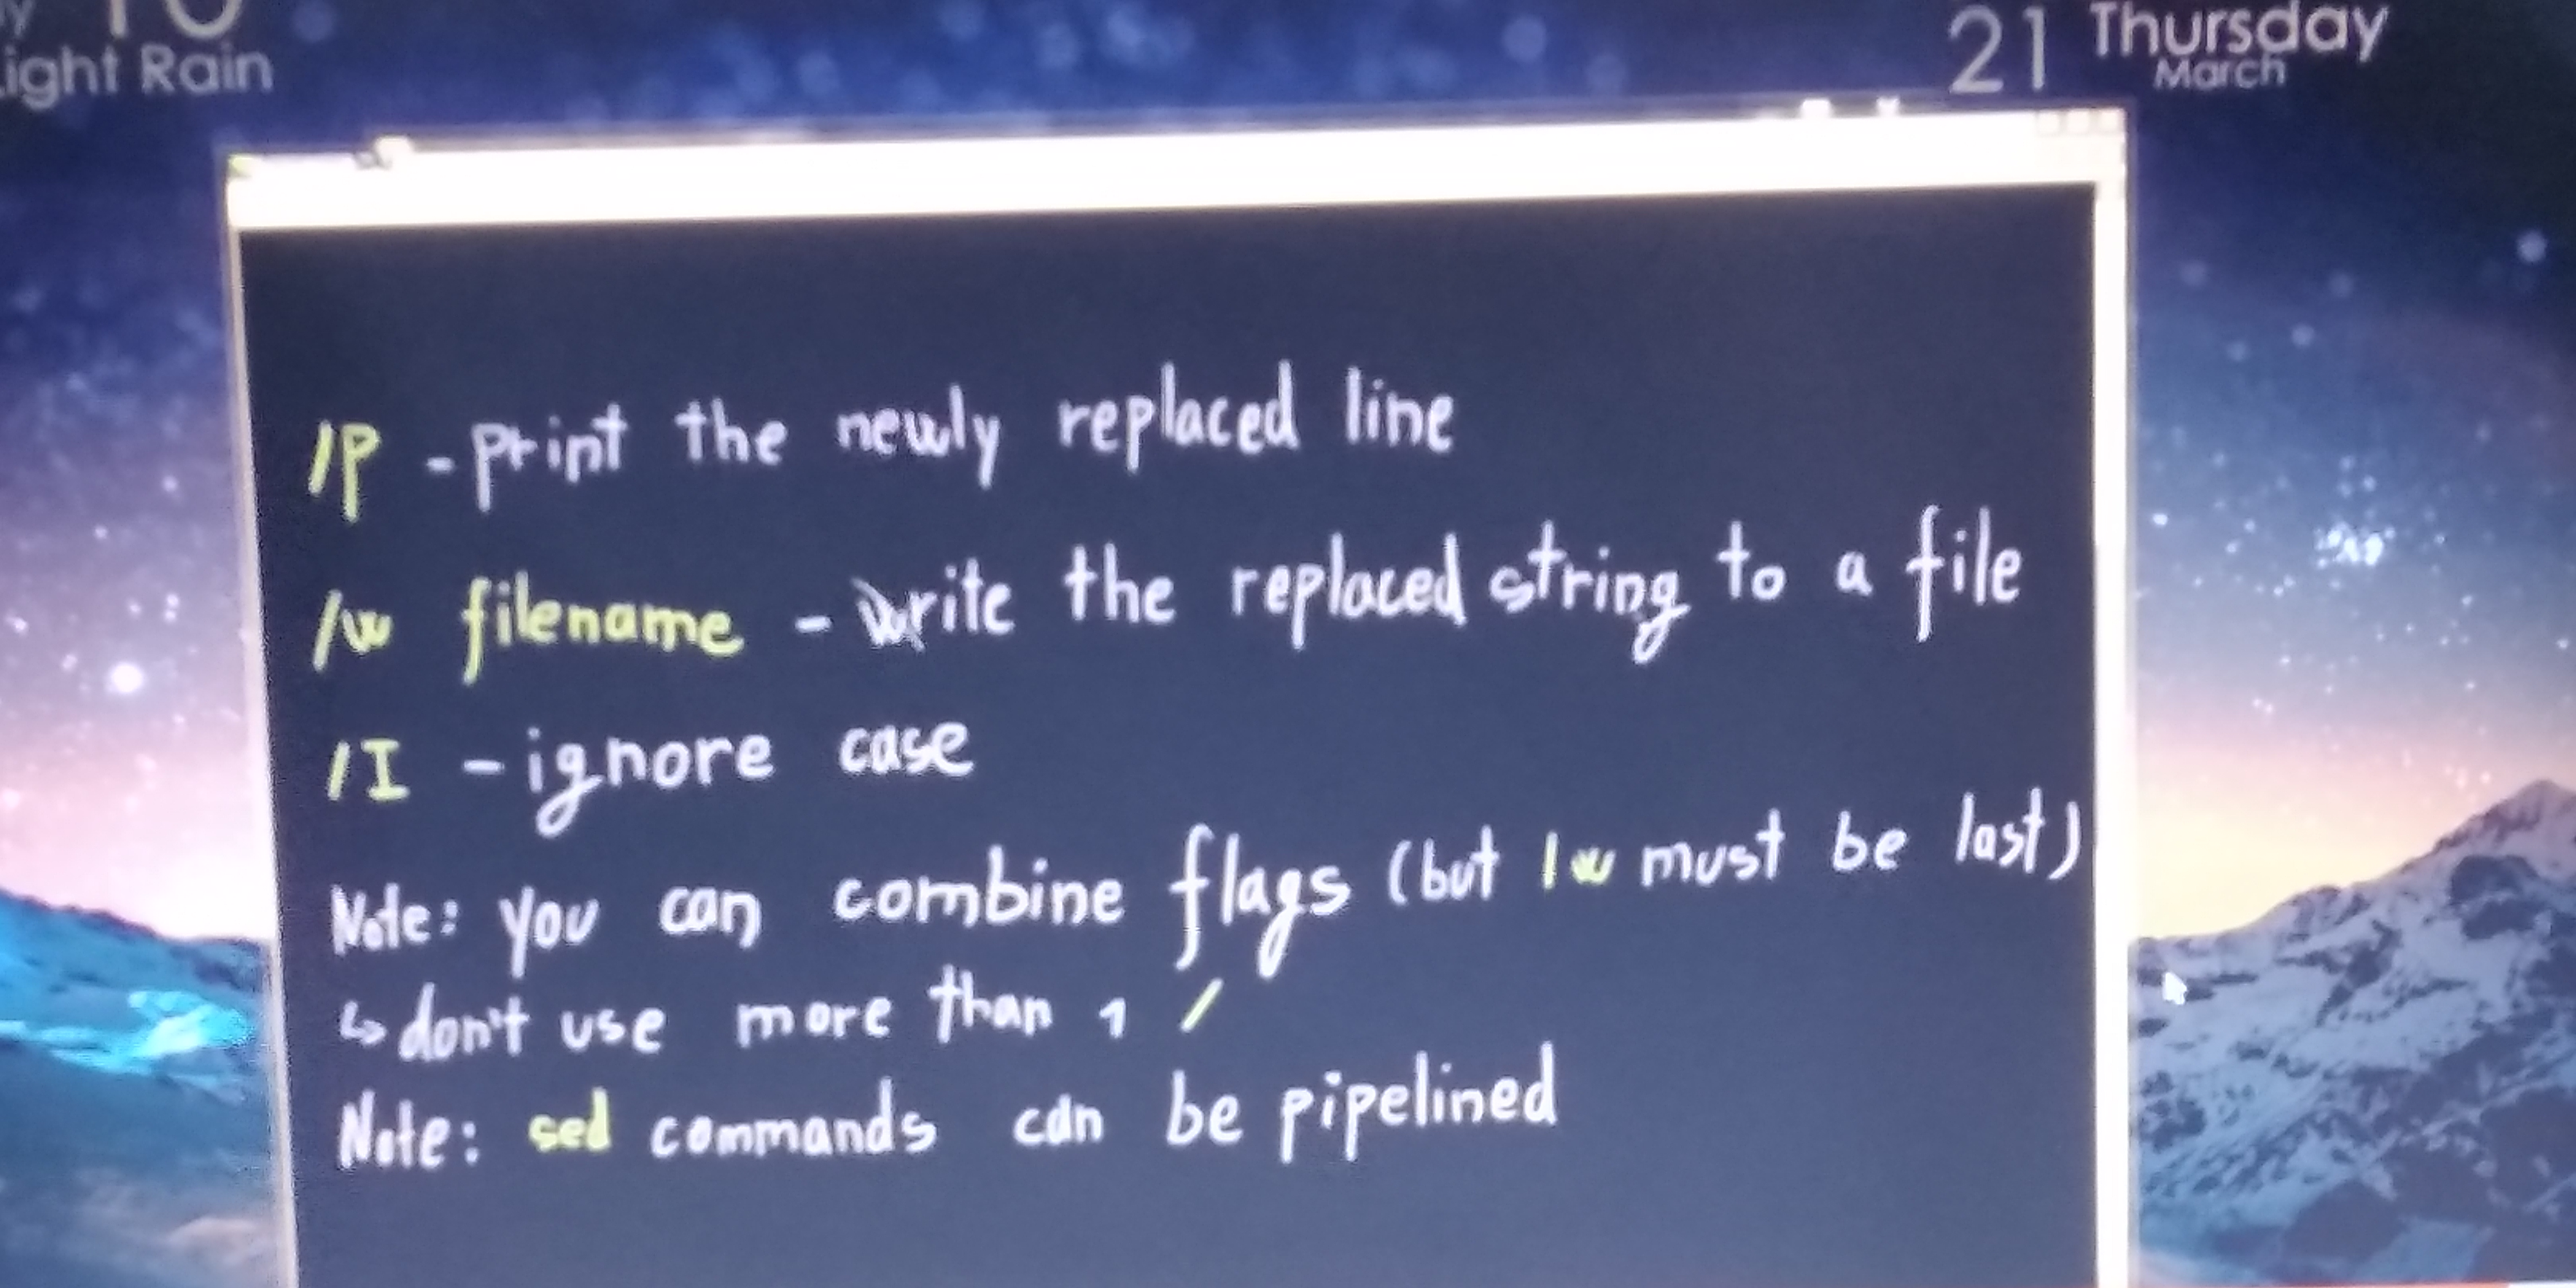 Light Rain
21 Thursday
March
/p - print the newly replaced line
/w filename - write the replaced string to a file
/I - ignore case
Note: you can combine flags (but /w must be last)
↳ don't use more than 1 /
Note: sed commands can be pipelined